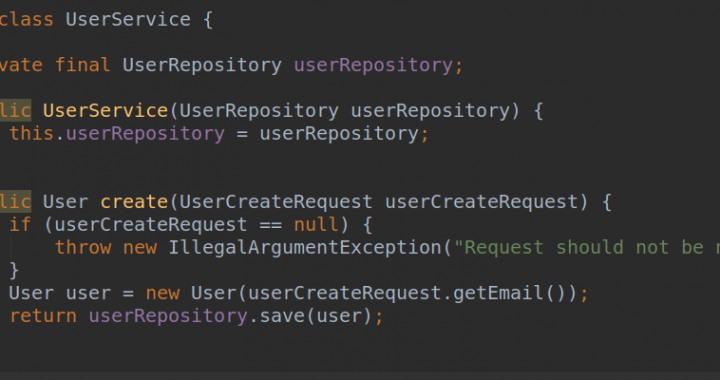 class UserService {
vate final UserRepository userRepository;
lic UserService(UserRepository userRepository) {
this.userRepository = userRepository;
lic User create(UserCreateRequest userCreateRequest) {
if (userCreateRequest == null) {
throw new IllegalArgumentException("Request should not be
}
User user = new User(userCreateRequest.getEmail());
return userRepository.save(user);